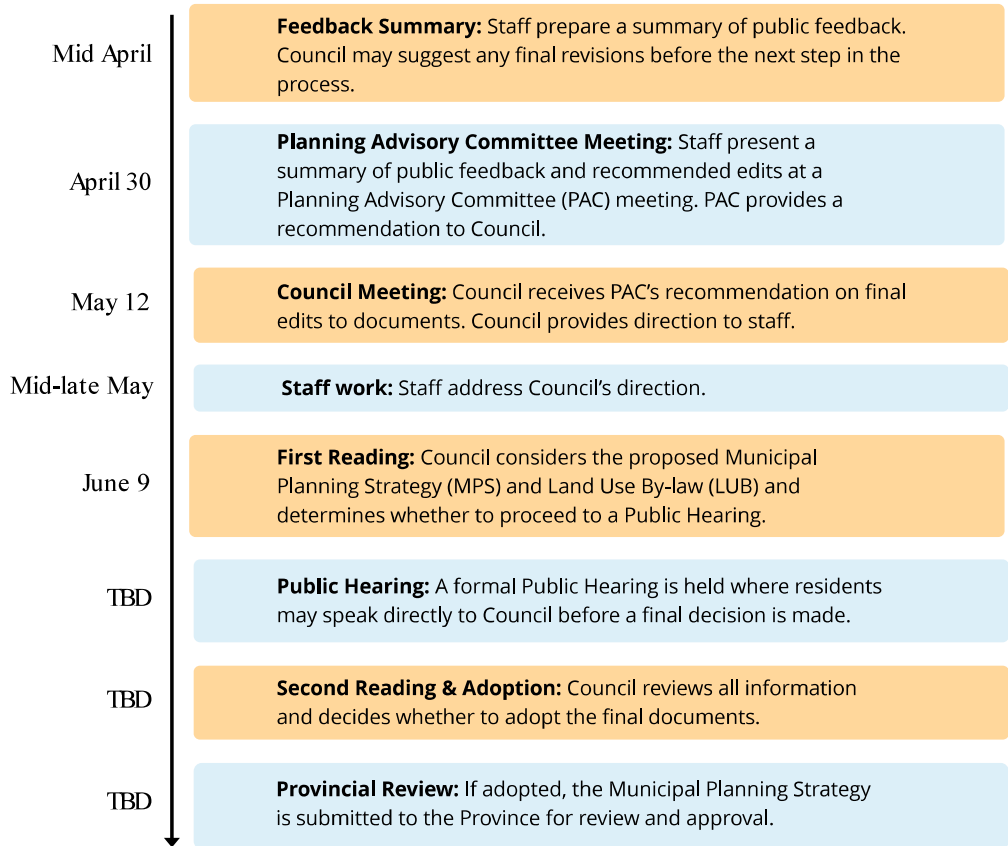 Mid April
Feedback Summary: Staff prepare a summary of public feedback.
Council may suggest any final revisions before the next step in the
process.
April 30
Planning Advisory Committee Meeting: Staff present a
summary of public feedback and recommended edits at a
Planning Advisory Committee (PAC) meeting. PAC provides a
recommendation to Council.
May 12
Council Meeting: Council receives PAC’s recommendation on final
edits to documents. Council provides direction to staff.
Mid-late May
Staff work: Staff address Council’s direction.
June 9
First Reading: Council considers the proposed Municipal
Planning Strategy (MPS) and Land Use By-law (LUB) and
determines whether to proceed to a Public Hearing.
TBD
Public Hearing: A formal Public Hearing is held where residents
may speak directly to Council before a final decision is made.
TBD
Second Reading & Adoption: Council reviews all information
and decides whether to adopt the final documents.
TBD
Provincial Review: If adopted, the Municipal Planning Strategy
is submitted to the Province for review and approval.